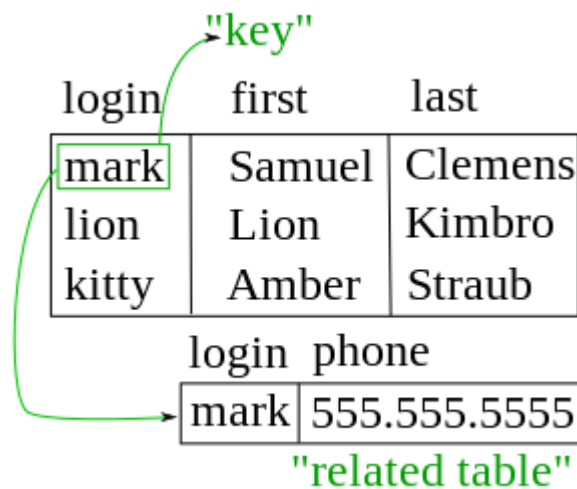 "key"
login first last
mark Samuel Clemens
lion Lion Kimbro
kitty Amber Straub
login phone
mark 555.555.5555
"related table"